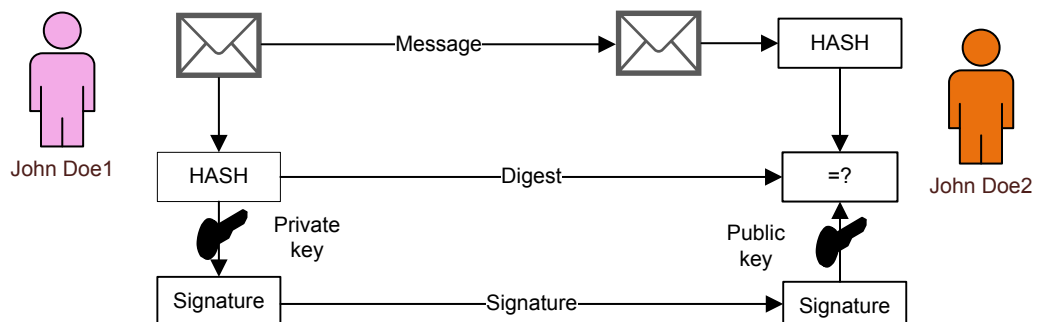 Message
HASH
John Doe1
HASH
Digest
=?
John Doe2
Private
key
Public
key
Signature
Signature
Signature